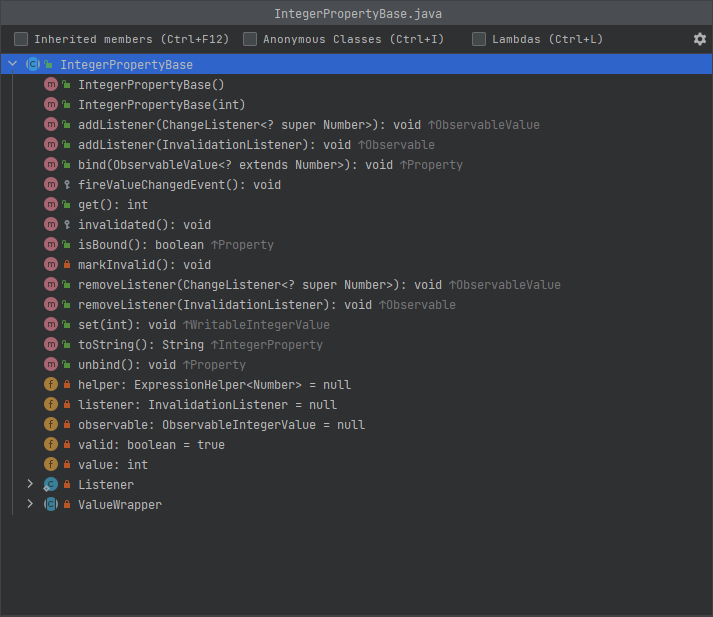 IntegerPropertyBase.java
Inherited members (Ctrl+F12) Anonymous Classes (Ctrl+I) Lambdas (Ctrl+L)
IntegerPropertyBase
IntegerPropertyBase()
IntegerPropertyBase(int)
addListener(ChangeListener<? super Number>): void ↑ObservableValue
addListener(InvalidationListener): void ↑Observable
bind(ObservableValue<? extends Number>): void ↑Property
fireValueChangedEvent(): void
get(): int
invalidated(): void
isBound(): boolean ↑Property
markInvalid(): void
removeListener(ChangeListener<? super Number>): void ↑ObservableValue
removeListener(InvalidationListener): void ↑Observable
set(int): void ↑WritableIntegerValue
toString(): String ↑IntegerProperty
unbind(): void ↑Property
helper: ExpressionHelper<Number> = null
listener: InvalidationListener = null
observable: ObservableIntegerValue = null
valid: boolean = true
value: int
Listener
ValueWrapper